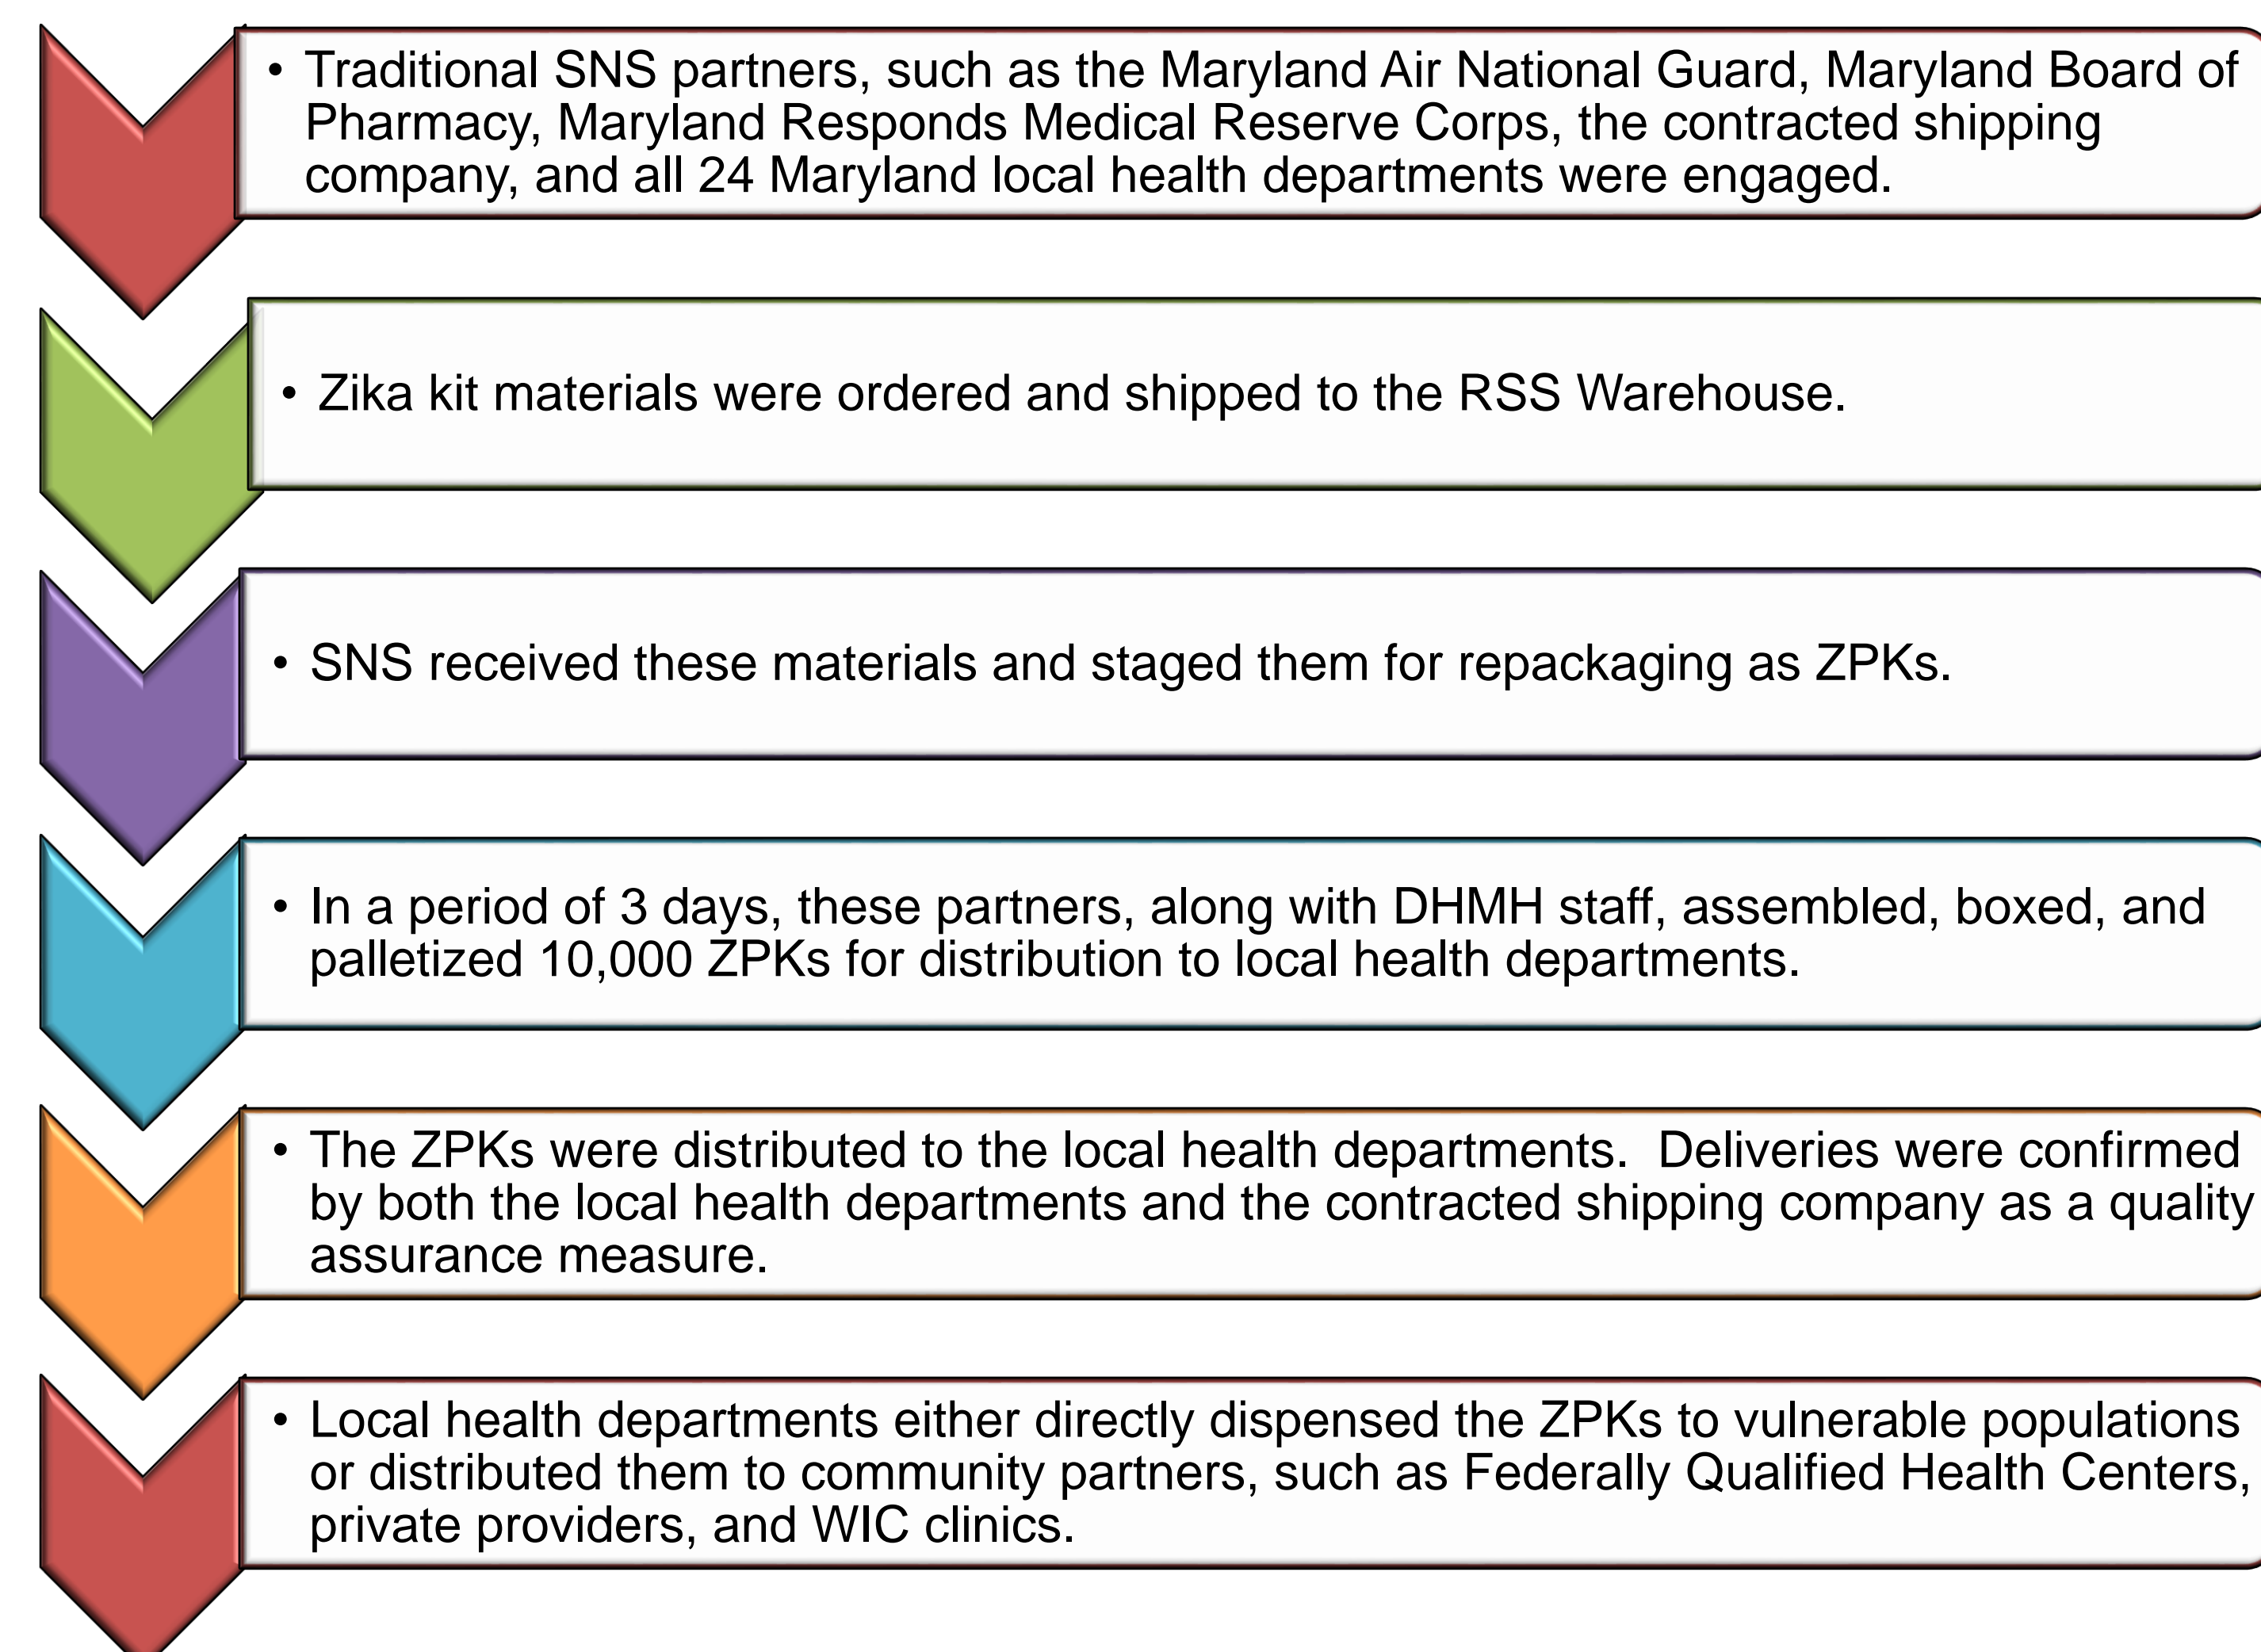 • Traditional SNS partners, such as the Maryland Air National Guard, Maryland Board of
Pharmacy, Maryland Responds Medical Reserve Corps, the contracted shipping
company, and all 24 Maryland local health departments were engaged.
• Zika kit materials were ordered and shipped to the RSS Warehouse.
• SNS received these materials and staged them for repackaging as ZPKs.
• In a period of 3 days, these partners, along with DHMH staff, assembled, boxed, and
palletized 10,000 ZPKs for distribution to local health departments.
• The ZPKs were distributed to the local health departments.  Deliveries were confirmed
by both the local health departments and the contracted shipping company as a quality
assurance measure.
• Local health departments either directly dispensed the ZPKs to vulnerable populations
or distributed them to community partners, such as Federally Qualified Health Centers,
private providers, and WIC clinics.